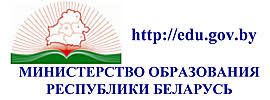 http://edu.gov.by
МИНИСТЕРСТВО ОБРАЗОВАНИЯ
РЕСПУБЛИКИ БЕЛАРУСЬ